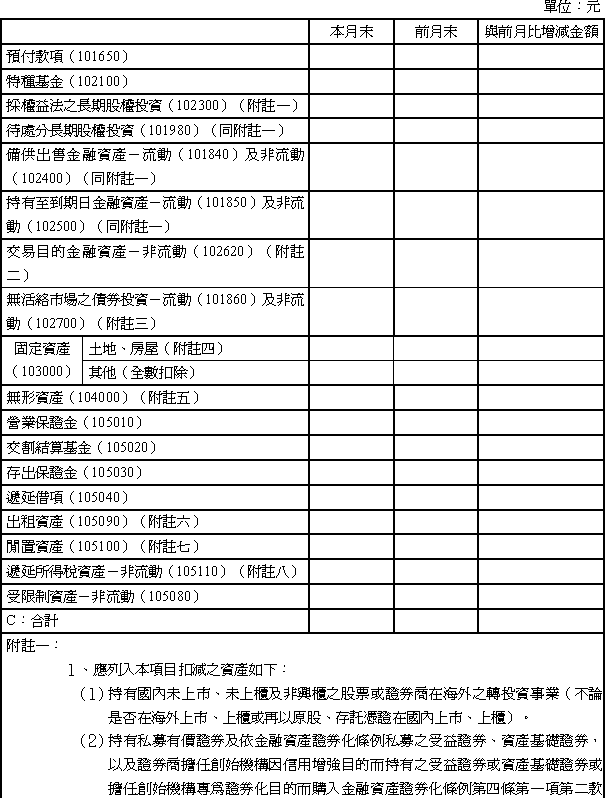 單位：元
本月末 前月末 與前月比增減金額
預付款項（101650）
特種基金（102100）
採權益法之長期股權投資（102300）（附註一）
待處分長期股權投資（101980）（同附註一）
備供出售金融資產－流動（101840）及非流動
（102400）（同附註一）
持有至到期日金融資產－流動（101850）及非流
動（102500）（同附註一）
交易目的金融資產－非流動（102620）（附註
二）
無活絡市場之債券投資－流動（101860）及非流
動（102700）（附註三）
固定資產
（103000）
土地、房屋（附註四）
其他（全數扣除）
無形資產（104000）（附註五）
營業保證金（105010）
交割結算基金（105020）
存出保證金（105030）
遞延借項（105040）
出租資產（105090）（附註六）
閒置資產（105100）（附註七）
遞延所得稅資產－非流動（105110）（附註八）
受限制資產－非流動（105080）
C：合計
附註一：
1、應列入本項目扣減之資產如下：
（1）持有國內未上市、未上櫃及非興櫃之股票或證券商在海外之轉投資事業（不論
是否在海外上市、上櫃或再以原股、存託憑證在國內上市、上櫃）。
（2）持有私募有價證券及依金融資產證券化條例私募之受益證券、資產基礎證券，
以及證券商擔任創始機構因信用增強目的而持有之受益證券或資產基礎證券或
擔任創始機構專為證券化目的而購入金融資產證券化條例第四條第一項第二款